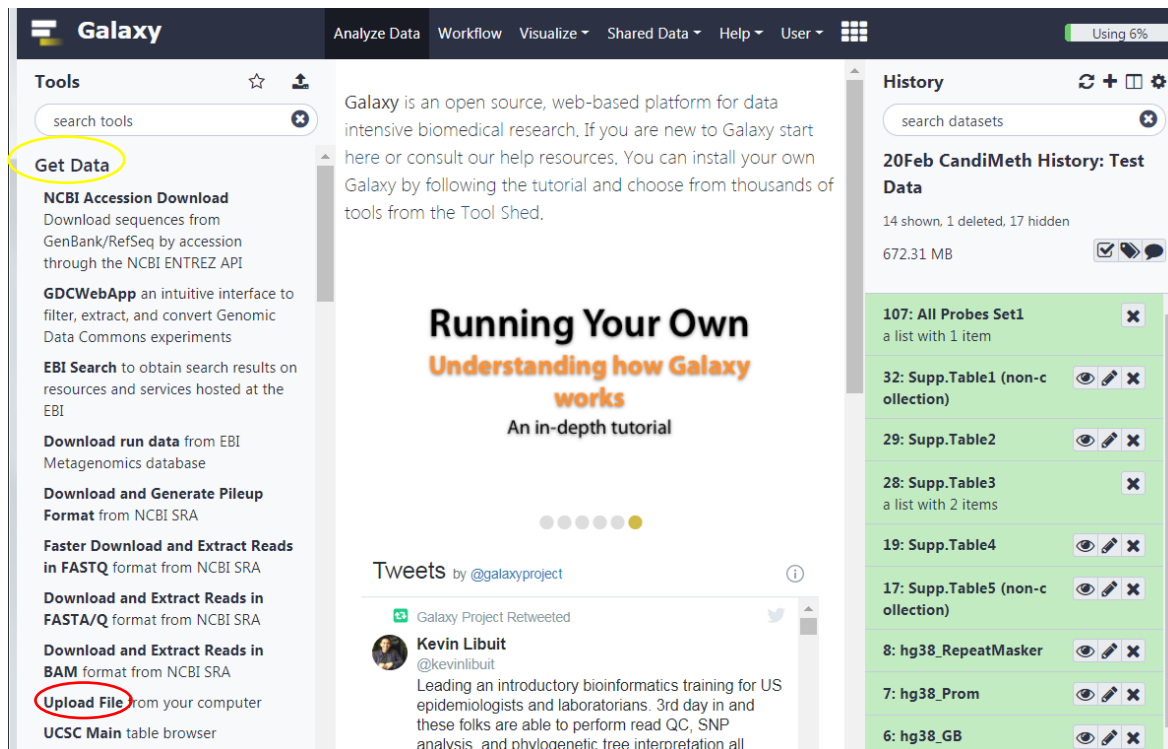 Galaxy
Analyze Data Workflow Visualize Shared Data Help User
Using 6%
Tools
search tools
Get Data
NCBI Accession Download
Download sequences from
GenBank/RefSeq by accession
through the NCBI ENTREZ API
GDCWebApp an intuitive interface to
filter, extract, and convert Genomic
Data Commons experiments
EBI Search to obtain search results on
resources and services hosted at the
EBI
Download run data from EBI
Metagenomics database
Download and Generate Pileup
Format from NCBI SRA
Faster Download and Extract Reads
in FASTQ format from NCBI SRA
Download and Extract Reads in
FASTA/Q format from NCBI SRA
Download and Extract Reads in
BAM format from NCBI SRA
Upload File from your computer
UCSC Main table browser
Galaxy is an open source, web-based platform for data
intensive biomedical research. If you are new to Galaxy start
here or consult our help resources. You can install your own
Galaxy by following the tutorial and choose from thousands of
tools from the Tool Shed.
Running Your Own
Understanding how Galaxy
works
An in-depth tutorial
Tweets by @galaxyproject
Galaxy Project Retweeted
Kevin Libuit
@kevinlibuit
Leading an introductory bioinformatics training for US
epidemiologists and laboratorians. 3rd day in and
these folks are able to perform read QC, SNP
analysis, and phylogenetic tree interpretation all
History
search datasets
20Feb CandiMeth History: Test
Data
14 shown, 1 deleted, 17 hidden
672.31 MB
107: All Probes Set1
a list with 1 item
32: Supp.Table1 (non-c
ollection)
29: Supp.Table2
28: Supp.Table3
a list with 2 items
19: Supp.Table4
17: Supp.Table5 (non-c
ollection)
8: hg38_RepeatMasker
7: hg38_Prom
6: hg38_GB